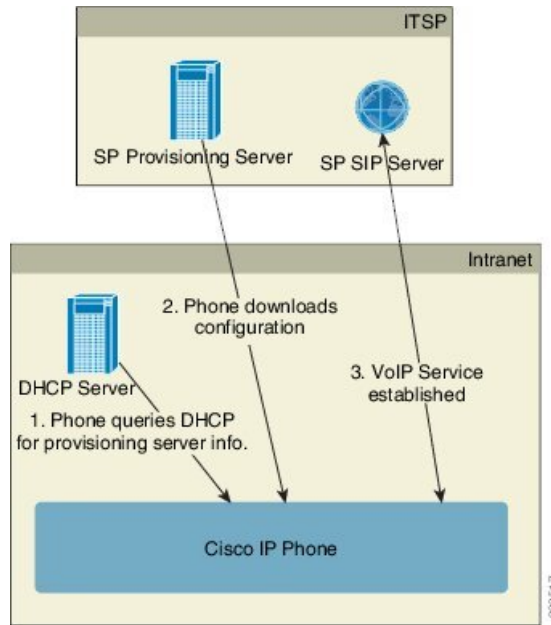 ITSP
SP Provisioning Server
SP SIP Server
Intranet
2. Phone downloads
configuration
DHCP Server
3. VoIP Service
established
1. Phone queries DHCP
for provisioning server info.
Cisco IP Phone